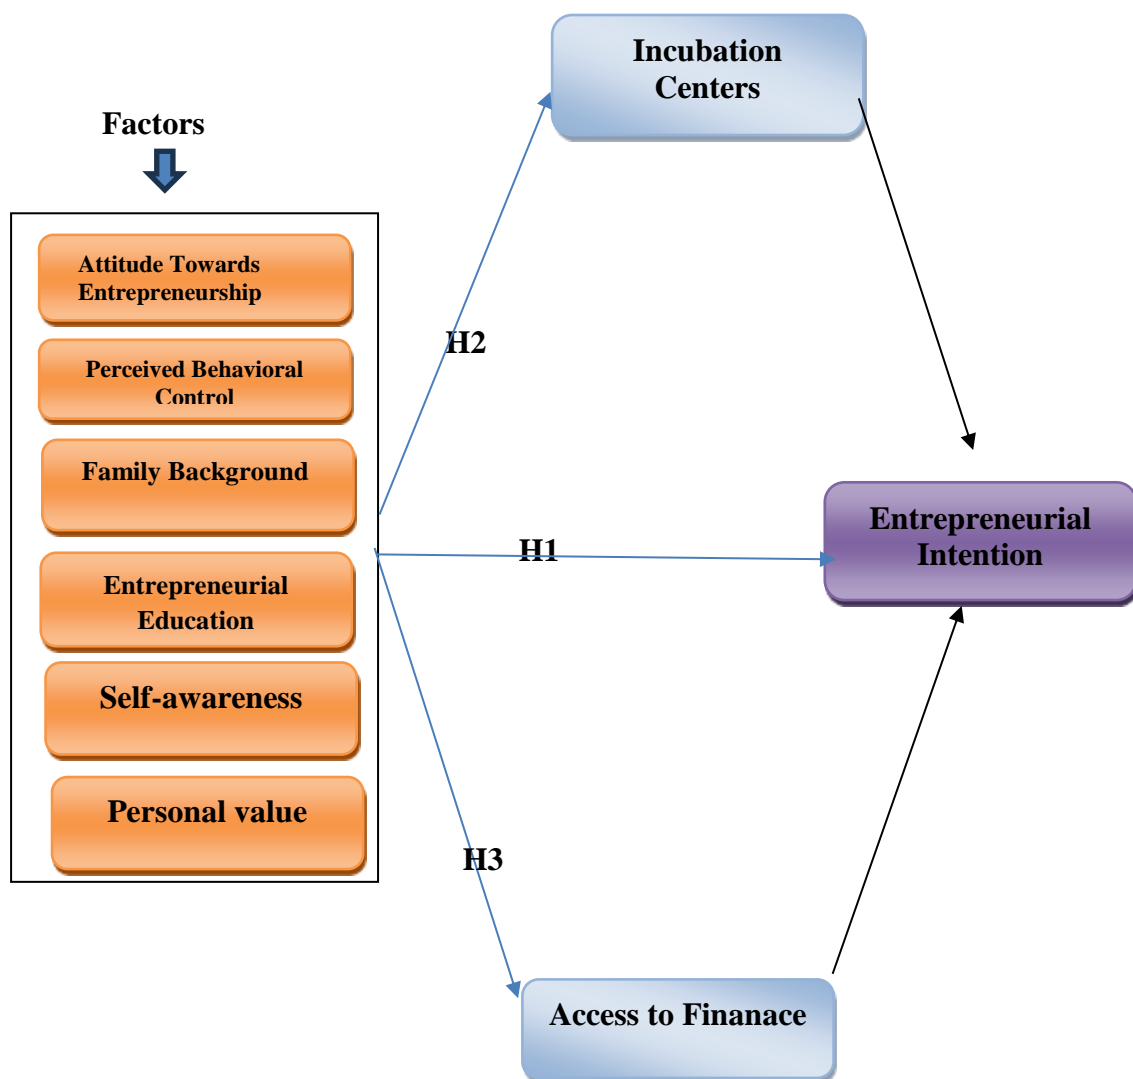 Incubation
Centers
Factors
Attitude Towards
Entrepreneurship
Perceived Behavioral
Control
Family Background
Entrepreneurial
Education
Self-awareness
Personal value
H2
H1
H3
Entrepreneurial
Intention
Access to Finanace